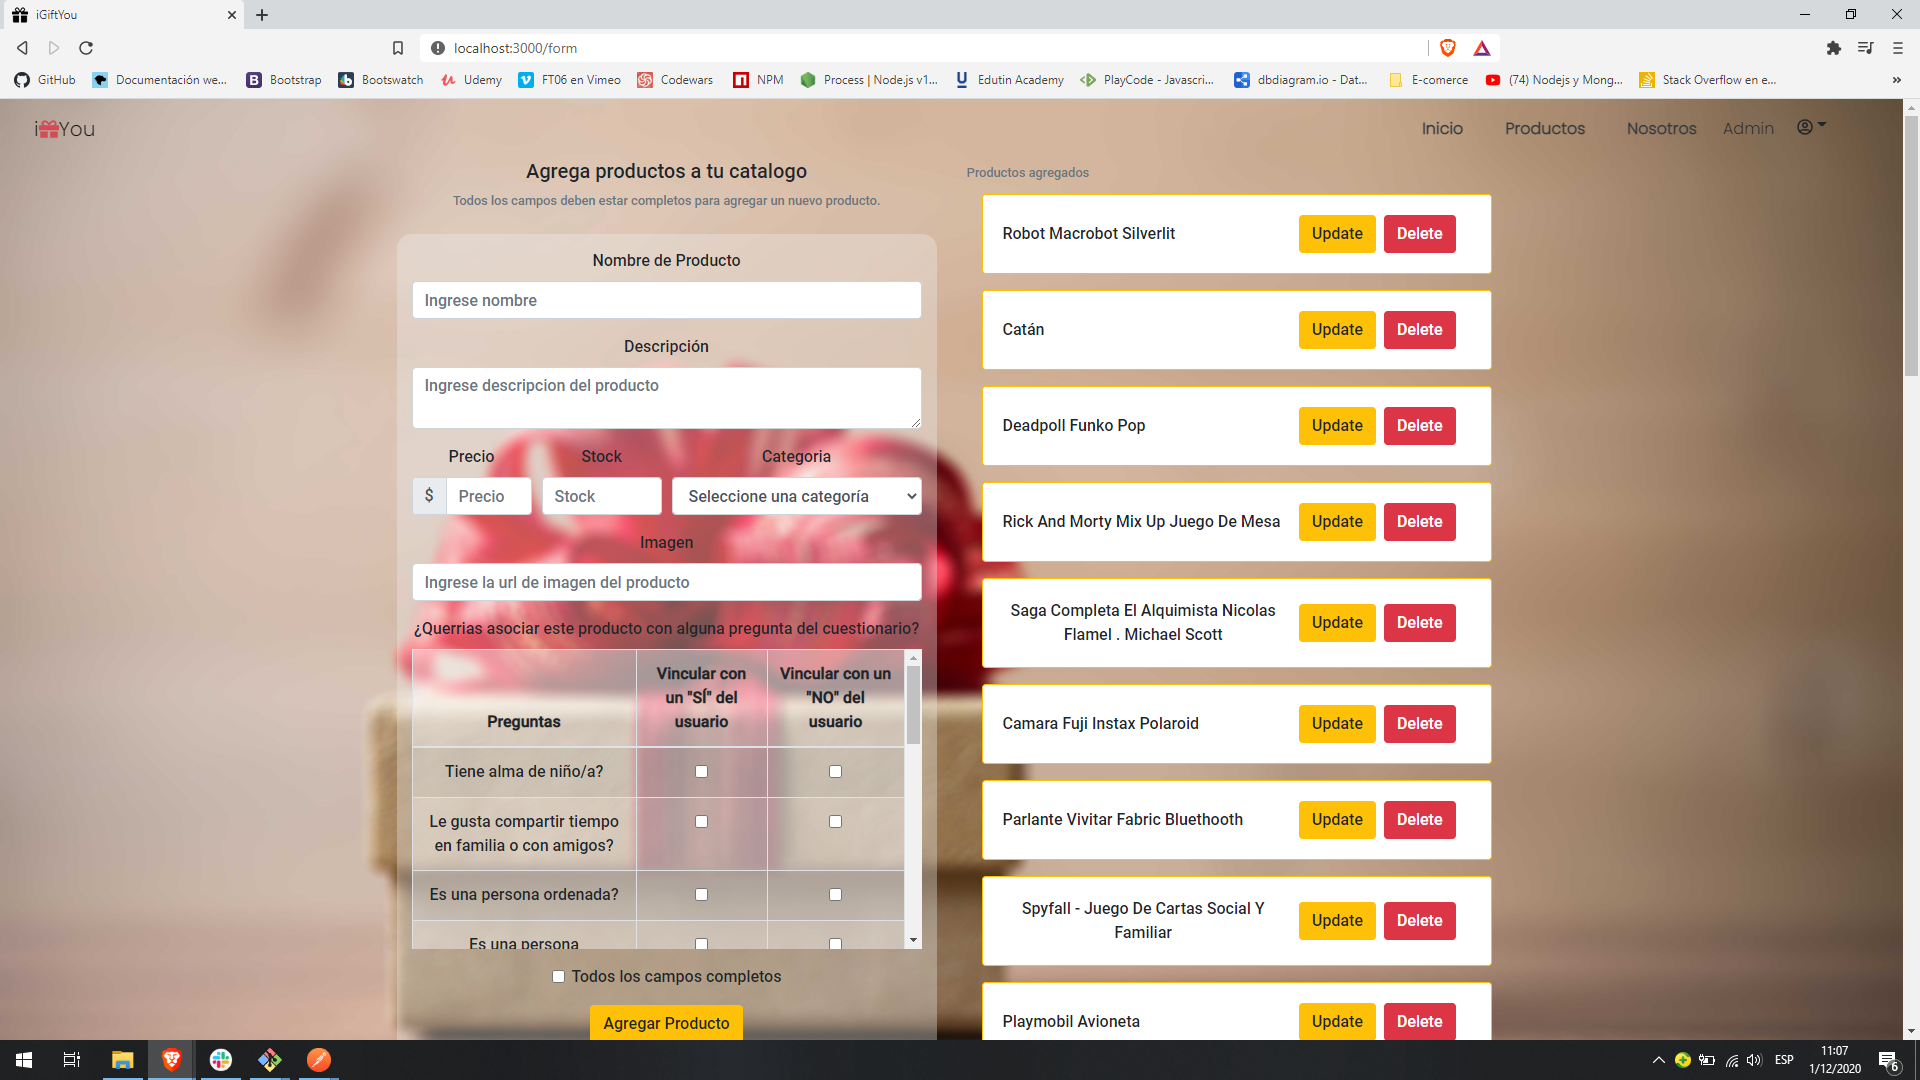 iGiftYou
localhost:3000/form
GitHub
Documentación we...
Bootstrap
Bootswatch
Udemy
FT06 en Vimeo
Codewars
NPM
Process | Node.js v1...
Edutin Academy
PlayCode - Javascri...
dbdiagram.io - Dat...
E-comerce
(74) Nodejs y Mong...
Stack Overflow en e...
»
i You
Inicio
Productos
Nosotros
Admin
Agrega productos a tu catalogo
Todos los campos deben estar completos para agregar un nuevo producto.
Nombre de Producto
Ingrese nombre
Descripción
Ingrese descripcion del producto
Precio
Stock
Categoria
$
Precio
Stock
Seleccione una categoría
Imagen
Ingrese la url de imagen del producto
¿Querrias asociar este producto con alguna pregunta del cuestionario?
Preguntas
Vincular con
un "SÍ" del
usuario
Vincular con un
"NO" del
usuario
Tiene alma de niño/a?
Le gusta compartir tiempo
en familia o con amigos?
Es una persona ordenada?
Es una persona
Todos los campos completos
Agregar Producto
Productos agregados
Robot Macrobot Silverlit
Update
Delete
Catán
Update
Delete
Deadpoll Funko Pop
Update
Delete
Rick And Morty Mix Up Juego De Mesa
Update
Delete
Saga Completa El Alquimista Nicolas
Flamel . Michael Scott
Update
Delete
Camara Fuji Instax Polaroid
Update
Delete
Parlante Vivitar Fabric Bluethooth
Update
Delete
Spyfall - Juego De Cartas Social Y
Familiar
Update
Delete
Playmobil Avioneta
Update
Delete
ESP
11:07
1/12/2020
6